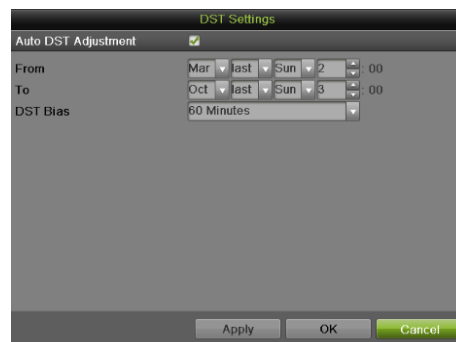 DST Settings
Auto DST Adjustment
From Mar last Sun 2 : 00
To Oct last Sun 3 : 00
DST Bias 60 Minutes
Apply OK Cancel